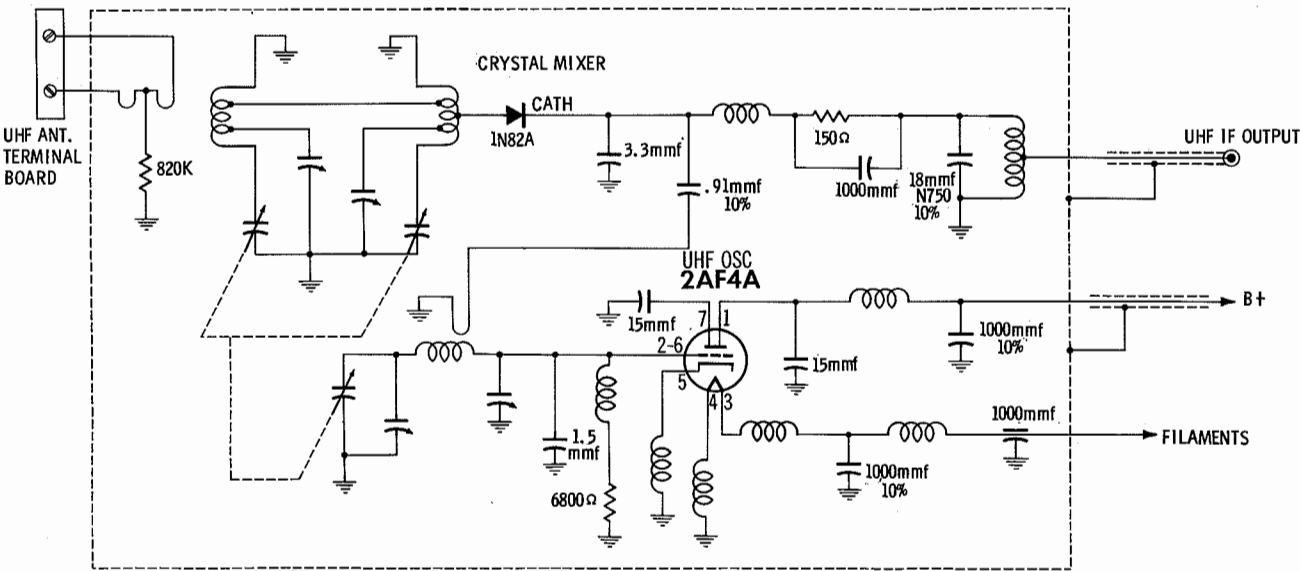 UHF ANT.
TERMINAL
BOARD
820K
CRYSTAL MIXER
CATH
1N82A
3.3mmf
.91mmf
10%
150Ω
1000mmf
18mmf
N750
10%
UHF IF OUTPUT
UHF OSC
2AF4A
15mmf
7
1
2-6
5
4
3
15mmf
1000mmf
10%
B+
1.5
mmf
6800Ω
1000mmf
10%
1000mmf
FILAMENTS